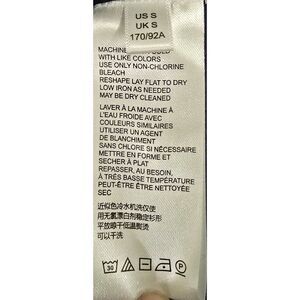 US S
UK S
170/92A
MACHINE COLD
WITH LIKE COLORS
USE ONLY NON-CHLORINE
BLEACH
RESHAPE LAY FLAT TO DRY
LOW IRON AS NEEDED
MAY BE DRY CLEANED
LAVER À LA MACHINE À
L'EAU FROIDE AVEC
COULEURS SIMILAIRES
UTILISER UN AGENT
DE BLANCHIMENT
SANS CHLORE SI NÉCESSAIRE
METTRE EN FORME ET
SECHER À PLAT
REPASSER, AU BESOIN,
À TRÉS BASSE TEMPÉRATURE
PEUT-ÊTRE ÊTRE NETTOYÉE
SEC
近似色冷水机洗仅使
用无氯漂白剂稳定衫形
平放晾干低温熨烫
可以干洗
30
P